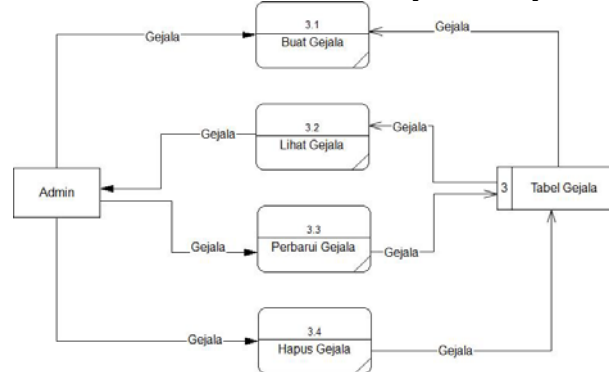 3.1
Buat Gejala
Gejala
Gejala
3.2
Lihat Gejala
Gejala
Gejala
Admin
3
Tabel Gejala
3.3
Perbarui Gejala
Gejala
Gejala
3.4
Hapus Gejala
Gejala
Gejala